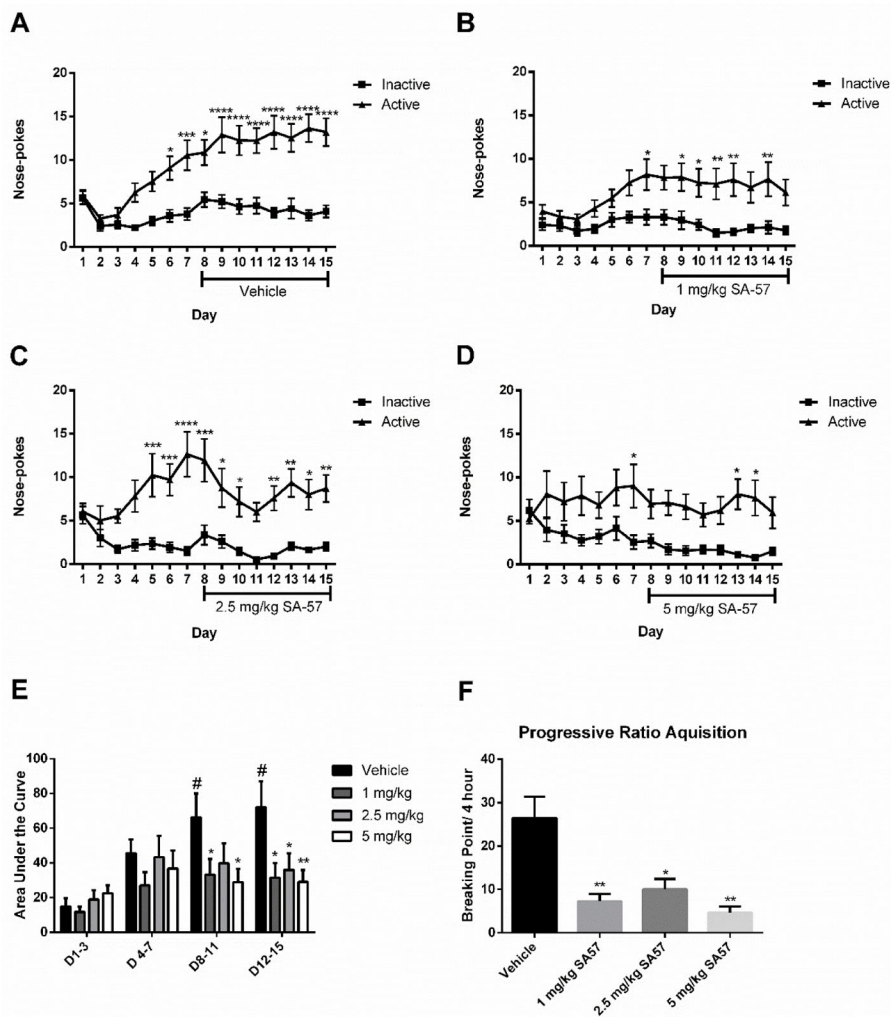 A
20
15
10
5
0
Nose-pokes
* *** * **** **** **** **** **** **** ****
Inactive
Active
1 2 3 4 5 6 7 8 9 10 11 12 13 14 15
Vehicle
Day
B
20
15
10
5
0
Nose-pokes
* * * ** ** **
Inactive
Active
1 2 3 4 5 6 7 8 9 10 11 12 13 14 15
1 mg/kg SA-57
Day
C
20
15
10
5
0
Nose-pokes
*** *** **** *** * * ** ** * **
Inactive
Active
1 2 3 4 5 6 7 8 9 10 11 12 13 14 15
2.5 mg/kg SA-57
Day
D
20
15
10
5
0
Nose-pokes
* * *
Inactive
Active
1 2 3 4 5 6 7 8 9 10 11 12 13 14 15
5 mg/kg SA-57
Day
E
100
80
60
40
20
0
Area Under the Curve
# * * # * * **
Vehicle
1 mg/kg
2.5 mg/kg
5 mg/kg
D1-3
D 4-7
D8-11
D12-15
F
Progressive Ratio Aquisition
40
30
20
10
0
Breaking Point/ 4 hour
** * **
Vehicle
1 mg/kg SA57
2.5 mg/kg SA57
5 mg/kg SA57